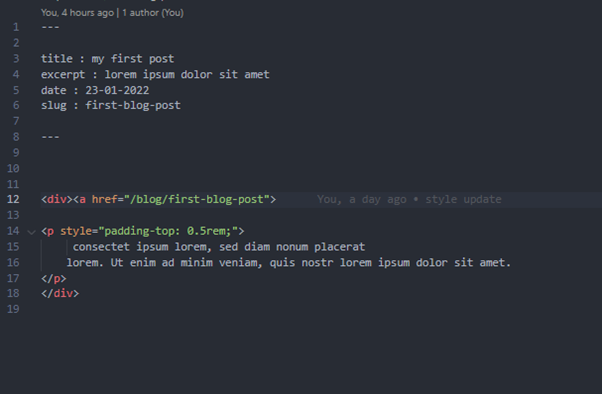 You, 4 hours ago | 1 author (You)
1 ---
2
3 title : my first post
4 excerpt : lorem ipsum dolor sit amet
5 date : 23-01-2022
6 slug : first-blog-post
7
8 ---
9
10
11
12 <div><a href="/blog/first-blog-post"> You, a day ago • style update
13
14 <p style="padding-top: 0.5rem;">
15 consectet ipsum lorem, sed diam nonum placerat
16 lorem. Ut enim ad minim veniam, quis nostr lorem ipsum dolor sit amet.
17 </p>
18 </div>
19